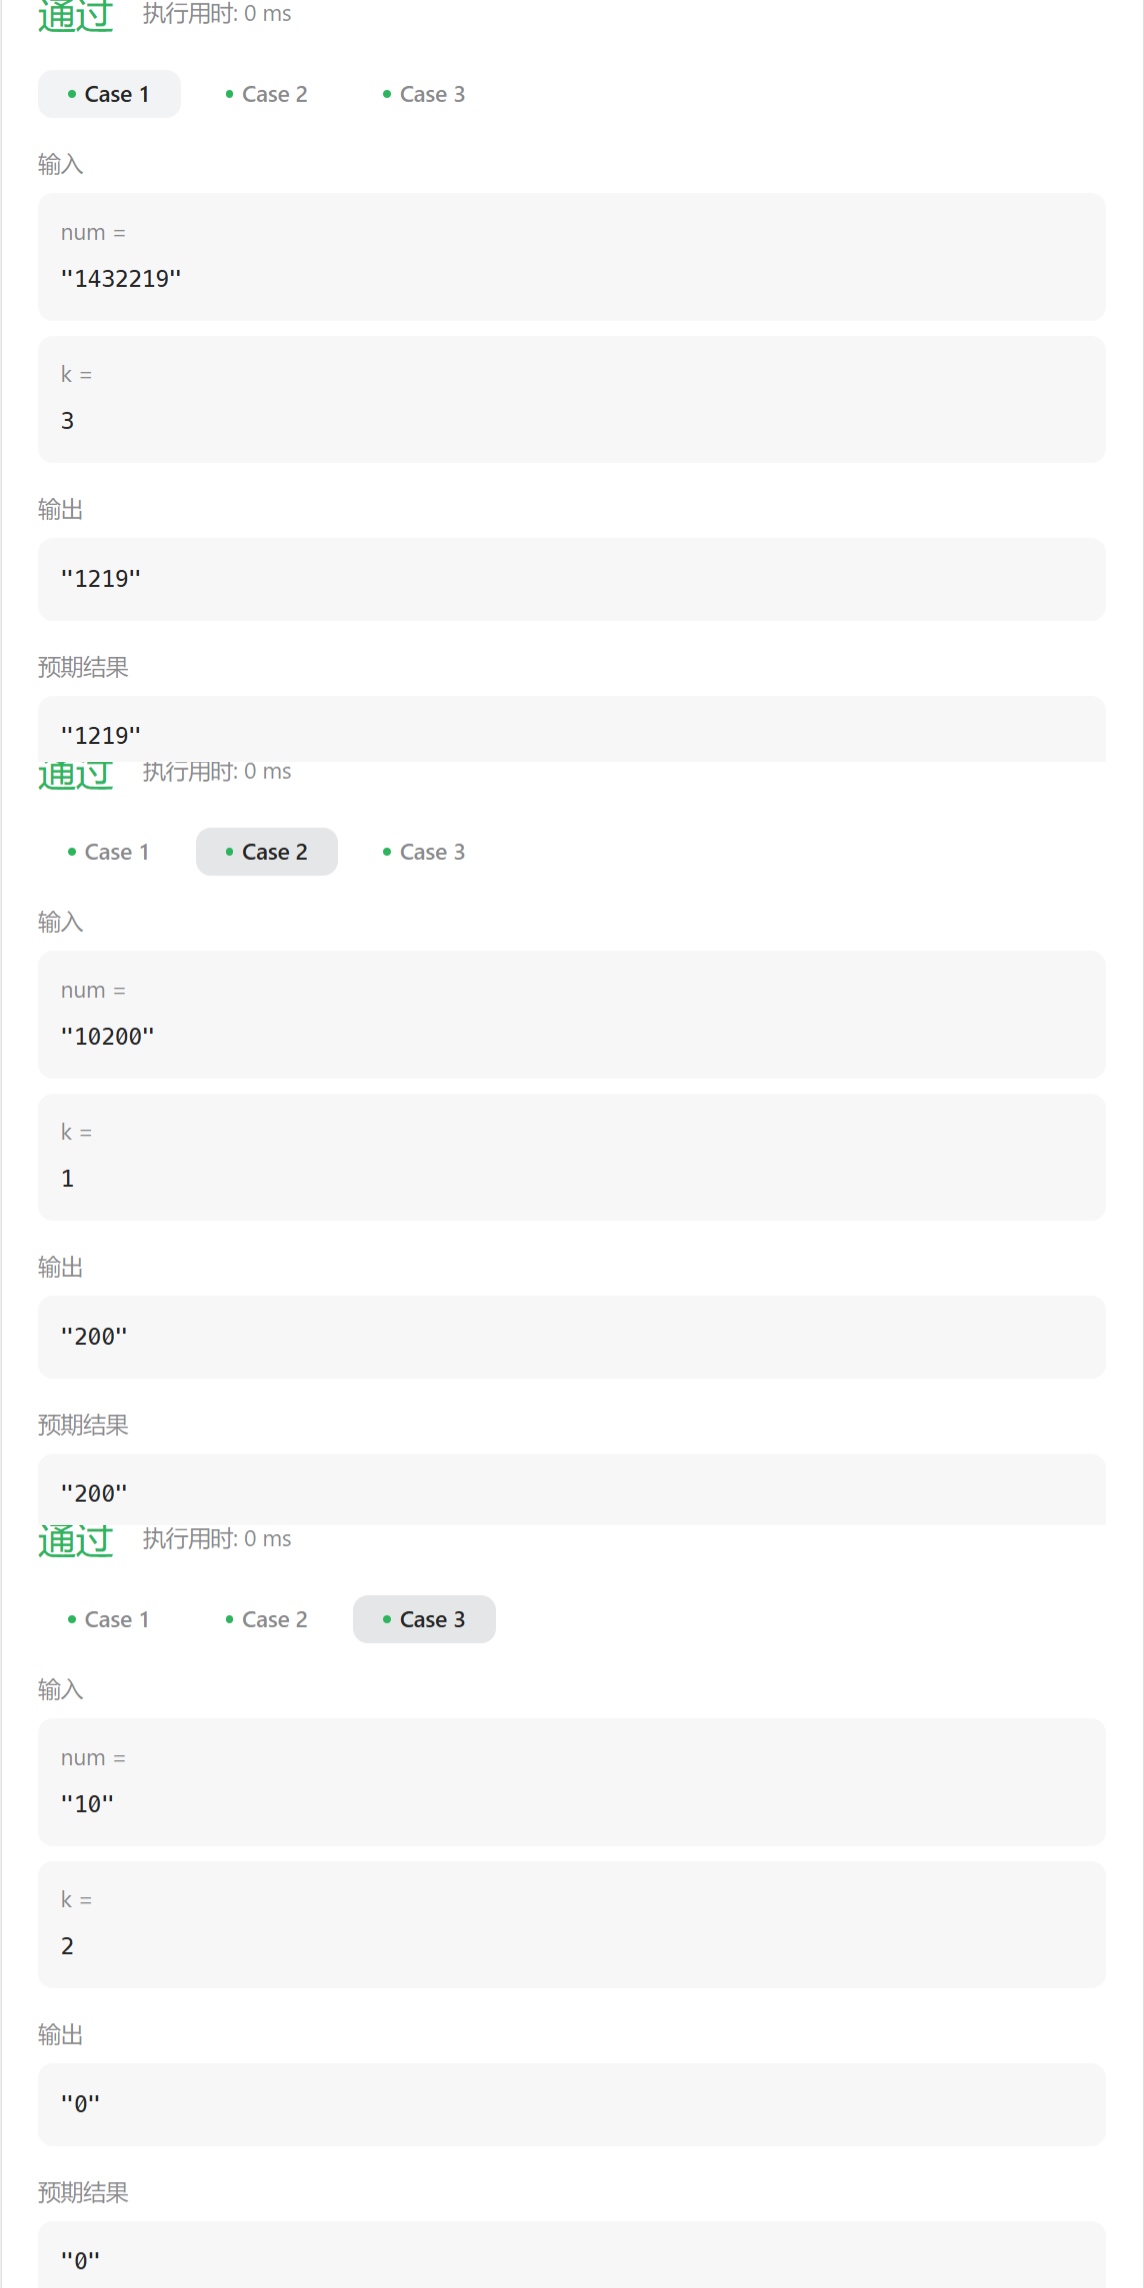 通过 执行用时: 0 ms
Case 1 Case 2 Case 3
输入
num =
"1432219"
k =
3
输出
"1219"
预期结果
"1219"
通过 执行用时: 0 ms
Case 1 Case 2 Case 3
输入
num =
"10200"
k =
1
输出
"200"
预期结果
"200"
通过 执行用时: 0 ms
Case 1 Case 2 Case 3
输入
num =
"10"
k =
2
输出
"0"
预期结果
"0"